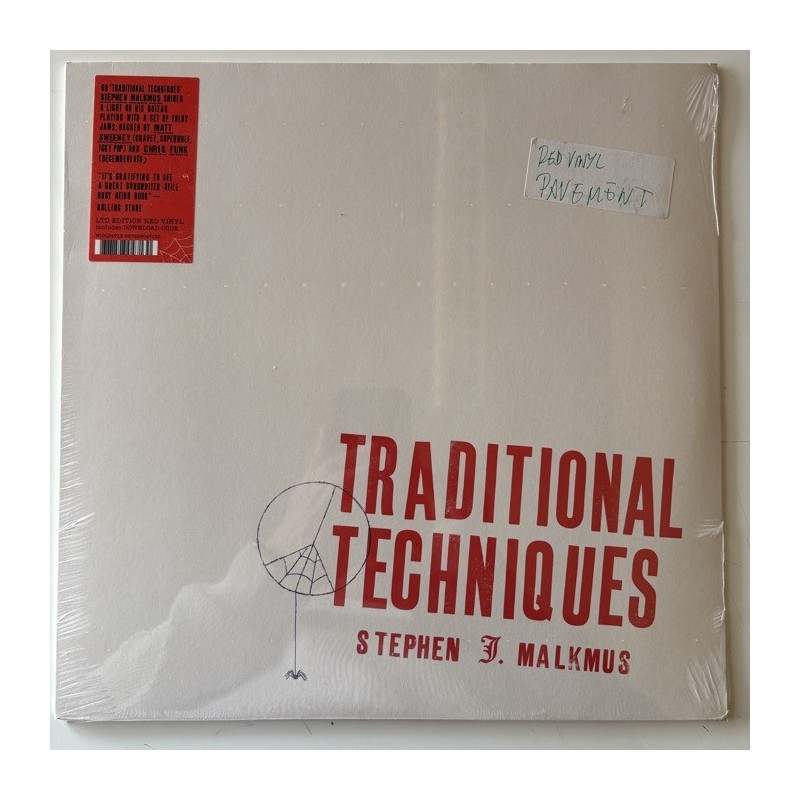 ON "TRADITIONAL TECHNIQUES"
STEPHEN MALKMUS SHINES
A LIGHT ON HIS GUITAR
PLAYING WITH A SET OF FOLKY
JAMS, BACKED BY MATT
SWEENEY (CHAVEZ, SUPERWOLF,
IGGY POP) AND CHRIS FUNK
(DECEMBERISTS)
"IT'S GRATIFYING TO SEE
A GREAT SONGWRITER STILL
BUSY BEING BORN"—
ROLLING STONE
LTD EDITION RED VINYL
Includes DOWNLOAD CODE
RED VINYL
PAVEMENT
TRADITIONAL
TECHNIQUES
STEPHEN J. MALKMUS